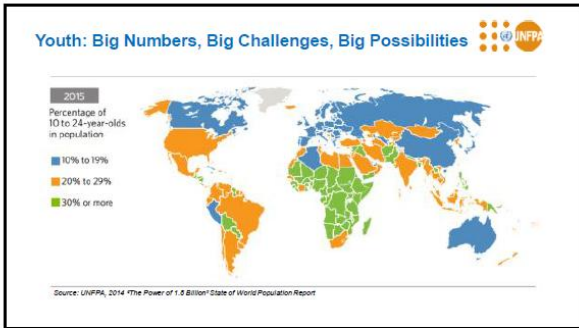 Youth: Big Numbers, Big Challenges, Big Possibilities
UNFPA
2015
Percentage of
10 to 24-year-olds
in population
10% to 19%
20% to 29%
30% or more
Source: UNFPA, 2014 "The Power of 1.8 Billion" State of World Population Report